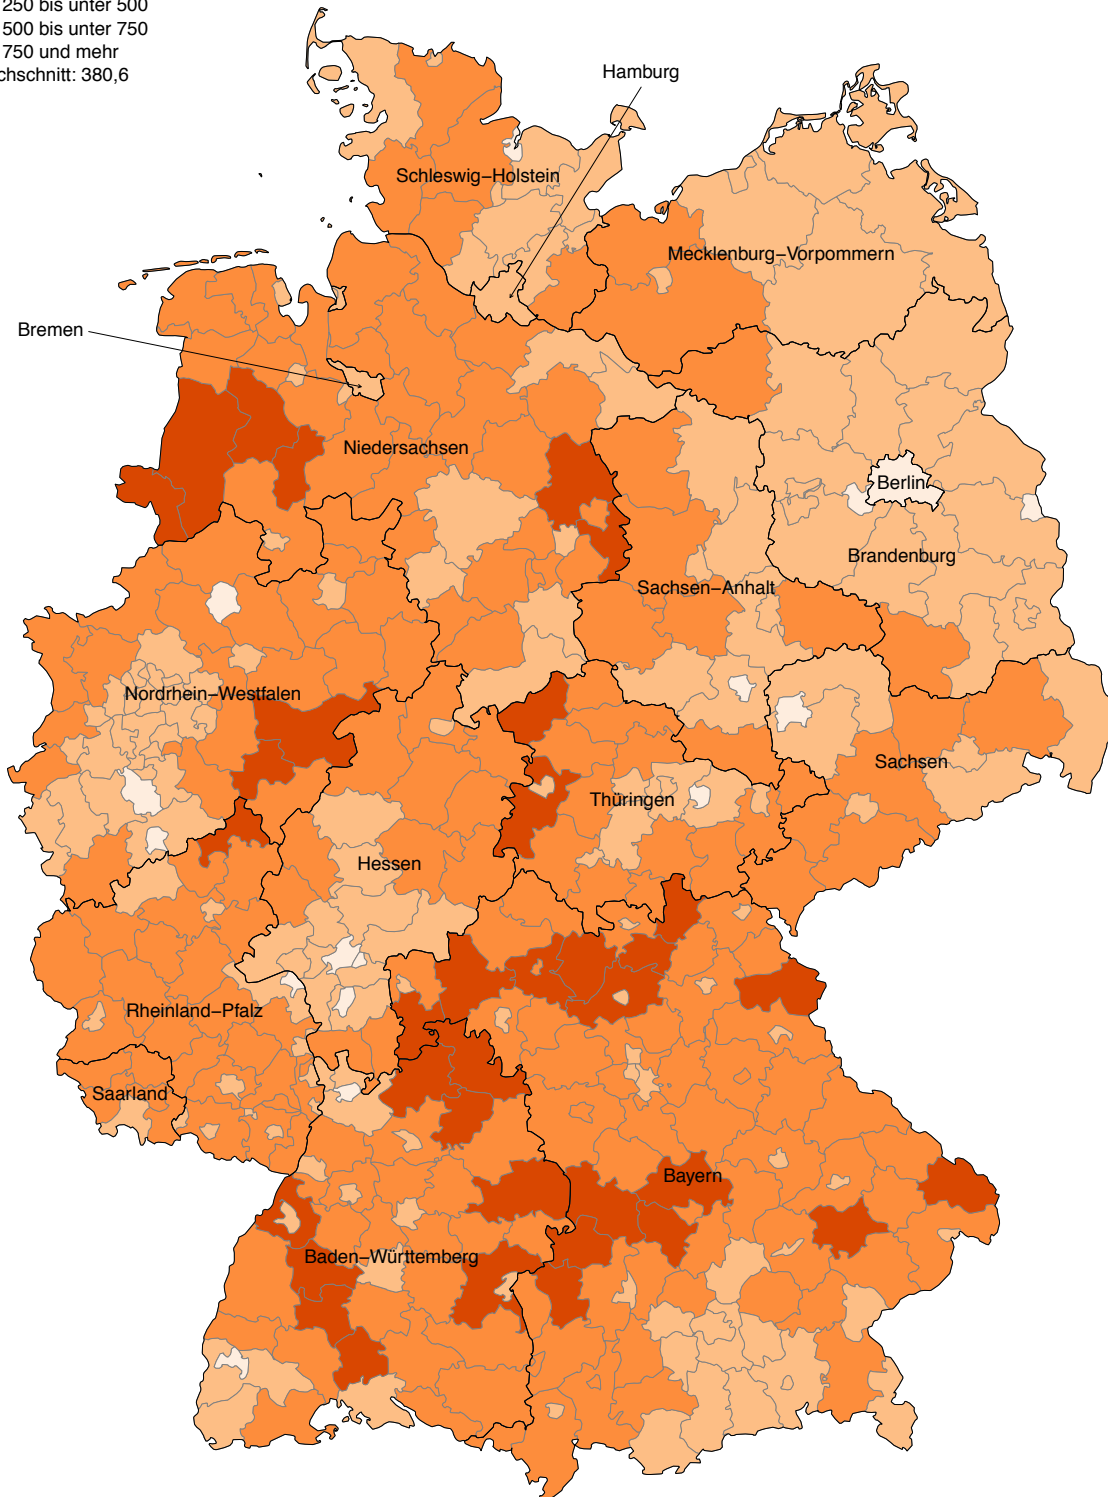 250 bis unter 500
500 bis unter 750
750 und mehr
chschnitt: 380,6
Hamburg
Schleswig–Holstein
Mecklenburg–Vorpommern
Bremen
Niedersachsen
Berlin
Brandenburg
Sachsen–Anhalt
Nordrhein–Westfalen
Sachsen
Thüringen
Hessen
Rheinland–Pfalz
Saarland
Bayern
Baden–Württemberg